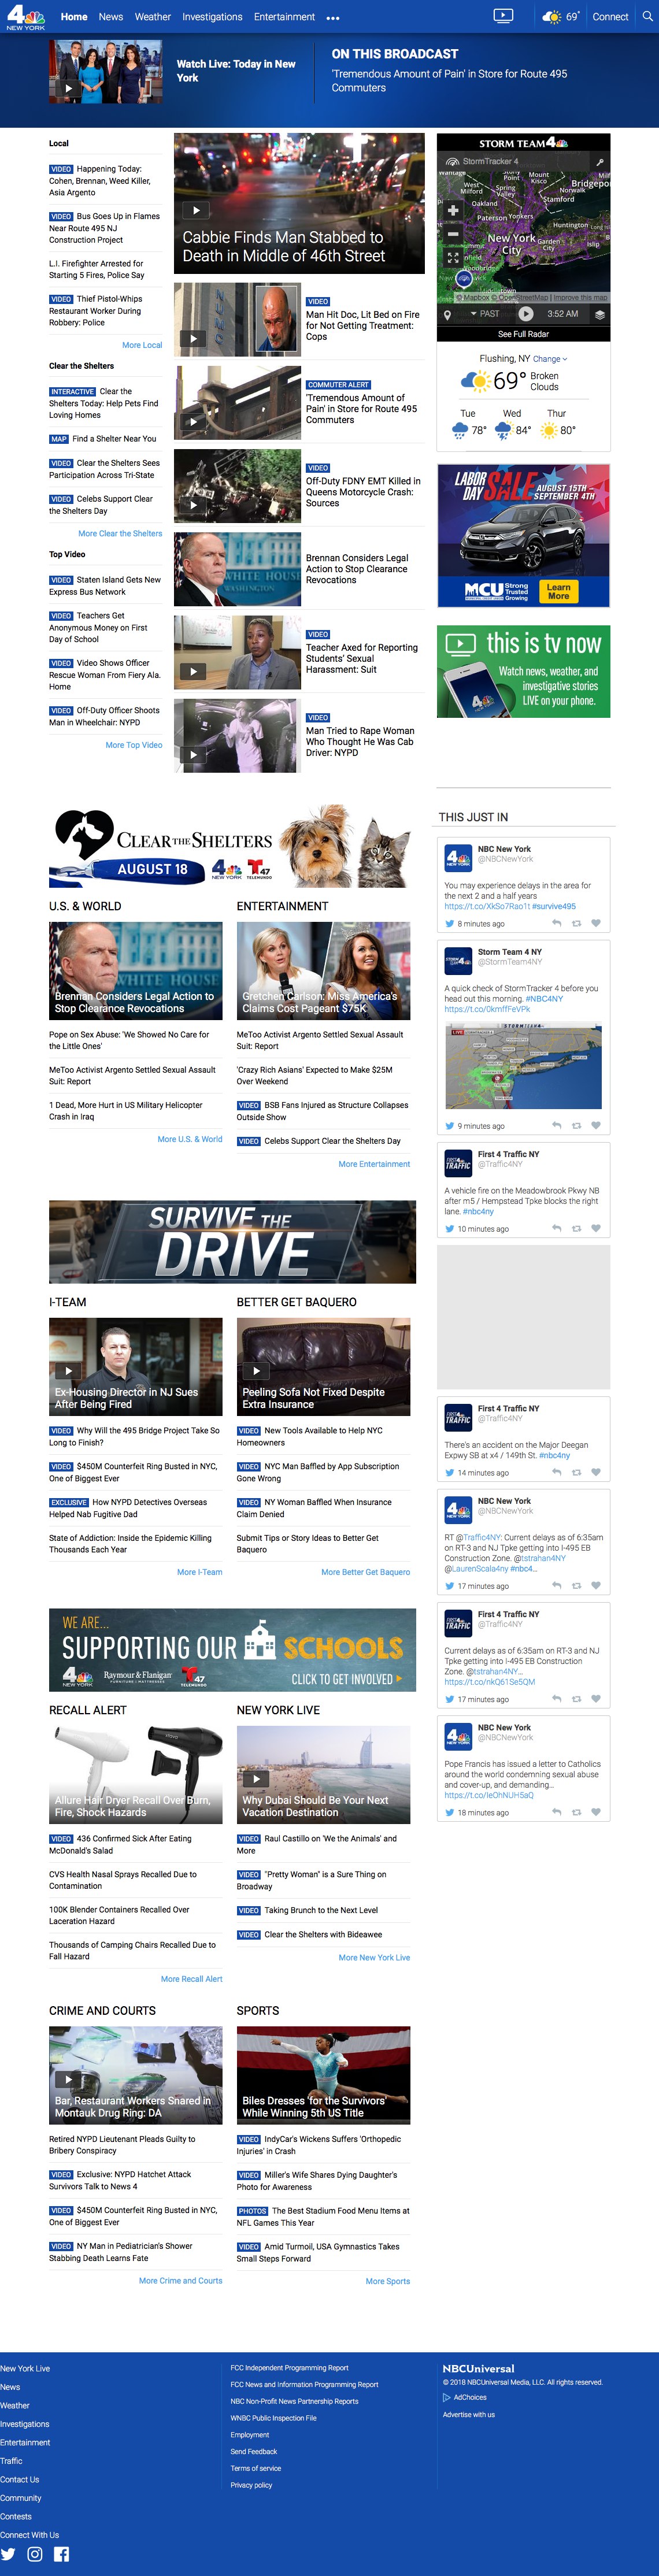 4
NEW YORK
Home
News
Weather
Investigations
Entertainment
69°
Connect
Watch Live: Today in New
York
ON THIS BROADCAST
'Tremendous Amount of Pain' in Store for Route 495
Commuters
Local
VIDEO Happening Today:
Cohen, Brennan, Weed Killer,
Asia Argento
VIDEO Bus Goes Up in Flames
Near Route 495 NJ
Construction Project
L.I. Firefighter Arrested for
Starting 5 Fires, Police Say
VIDEO Thief Pistol-Whips
Restaurant Worker During
Robbery: Police
More Local
Clear the Shelters
INTERACTIVE Clear the
Shelters Today: Help Pets Find
Loving Homes
MAP Find a Shelter Near You
VIDEO Clear the Shelters Sees
Participation Across Tri-State
VIDEO Celebs Support Clear
the Shelters Day
More Clear the Shelters
Top Video
VIDEO Staten Island Gets New
Express Bus Network
VIDEO Teachers Get
Anonymous Money on First
Day of School
VIDEO Video Shows Officer
Rescue Woman From Fiery Ala.
Home
VIDEO Off-Duty Officer Shoots
Man in Wheelchair: NYPD
More Top Video
Cabbie Finds Man Stabbed to
Death in Middle of 46th Street
VIDEO
Man Hit Doc, Lit Bed on Fire
for Not Getting Treatment:
Cops
COMMUTER ALERT
'Tremendous Amount of
Pain' in Store for Route 495
Commuters
VIDEO
Off-Duty FDNY EMT Killed in
Queens Motorcycle Crash:
Sources
WHITE HOUSE
WASHINGTON
Brennan Considers Legal
Action to Stop Clearance
Revocations
VIDEO
Teacher Axed for Reporting
Students' Sexual
Harassment: Suit
VIDEO
Man Tried to Rape Woman
Who Thought He Was Cab
Driver: NYPD
STORM TEAM 4
StormTracker 4
West
Milford
Spring
Valley
Mount
Kisco
Norwalk
Bridgepo
Stamford
Oakland
Paterson
Yonkers
Huntington
New York
City
Garden
City
Islip
© Mapbox © OpenStreetMap | Improve this map
PAST
3:52 AM
See Full Radar
Flushing, NY Change
69° Broken
Clouds
Tue
Wed
Thur
78°
84°
80°
LABOR
DAY SALE
AUGUST 15TH -
SEPTEMBER 4TH
MCU Strong
Trusted
Growing
Learn
More
this is tv now
Watch news, weather, and
investigative stories
LIVE on your phone.
CLEAR THE SHELTERS
AUGUST 18
4
NEW YORK
47
TELEMUNDO
U.S. & WORLD
Brennan Considers Legal Action to
Stop Clearance Revocations
Pope on Sex Abuse: 'We Showed No Care for
the Little Ones'
MeToo Activist Argento Settled Sexual Assault
Suit: Report
1 Dead, More Hurt in US Military Helicopter
Crash in Iraq
More U.S. & World
ENTERTAINMENT
Gretchen Carlson: Miss America's
Claims Cost Pageant $75K
MeToo Activist Argento Settled Sexual Assault
Suit: Report
'Crazy Rich Asians' Expected to Make $25M
Over Weekend
VIDEO BSB Fans Injured as Structure Collapses
Outside Show
VIDEO Celebs Support Clear the Shelters Day
More Entertainment
THIS JUST IN
NBC New York
@NBCNewYork
You may experience delays in the area for
the next 2 and a half years
https://t.co/XkSo7Rao1t #survive495
8 minutes ago
Storm Team 4 NY
@StormTeam4NY
A quick check of StormTracker 4 before you
head out this morning. #NBC4NY
https://t.co/0kmffFeVPk
9 minutes ago
First 4 Traffic NY
@Traffic4NY
A vehicle fire on the Meadowbrook Pkwy NB
after m5 / Hempstead Tpke blocks the right
lane. #nbc4ny
10 minutes ago
First 4 Traffic NY
@Traffic4NY
There's an accident on the Major Deegan
Expwy SB at x4 / 149th St. #nbc4ny
14 minutes ago
NBC New York
@NBCNewYork
RT @Traffic4NY: Current delays as of 6:35am
on RT-3 and NJ Tpke getting into I-495 EB
Construction Zone. @tstrahan4NY
@LaurenScala4ny #nbc4...
17 minutes ago
First 4 Traffic NY
@Traffic4NY
Current delays as of 6:35am on RT-3 and NJ
Tpke getting into I-495 EB Construction
Zone. @tstrahan4NY...
https://t.co/nkQ61Se5QM
17 minutes ago
NBC New York
@NBCNewYork
Pope Francis has issued a letter to Catholics
around the world condemning sexual abuse
and cover-up, and demanding...
https://t.co/IeOhNUH5aQ
18 minutes ago
SURVIVE THE
DRIVE
I-TEAM
Ex-Housing Director in NJ Sues
After Being Fired
VIDEO Why Will the 495 Bridge Project Take So
Long to Finish?
VIDEO $450M Counterfeit Ring Busted in NYC,
One of Biggest Ever
EXCLUSIVE How NYPD Detectives Overseas
Helped Nab Fugitive Dad
State of Addiction: Inside the Epidemic Killing
Thousands Each Year
More I-Team
BETTER GET BAQUERO
Peeling Sofa Not Fixed Despite
Extra Insurance
VIDEO New Tools Available to Help NYC
Homeowners
VIDEO NYC Man Baffled by App Subscription
Gone Wrong
VIDEO NY Woman Baffled When Insurance
Claim Denied
Submit Tips or Story Ideas to Better Get
Baquero
More Better Get Baquero
WE ARE...
SUPPORTING OUR SCHOOLS
4
NEW YORK
Raymour & Flanigan
FURNITURE | MATTRESSES
47
TELEMUNDO
CLICK TO GET INVOLVED
RECALL ALERT
Allure Hair Dryer Recall Over Burn,
Fire, Shock Hazards
VIDEO 436 Confirmed Sick After Eating
McDonald's Salad
CVS Health Nasal Sprays Recalled Due to
Contamination
100K Blender Containers Recalled Over
Laceration Hazard
Thousands of Camping Chairs Recalled Due to
Fall Hazard
More Recall Alert
NEW YORK LIVE
Why Dubai Should Be Your Next
Vacation Destination
VIDEO Raul Castillo on 'We the Animals' and
More
VIDEO "Pretty Woman" is a Sure Thing on
Broadway
VIDEO Taking Brunch to the Next Level
VIDEO Clear the Shelters with Bideawee
More New York Live
CRIME AND COURTS
Bar, Restaurant Workers Snared in
Montauk Drug Ring: DA
Retired NYPD Lieutenant Pleads Guilty to
Bribery Conspiracy
VIDEO Exclusive: NYPD Hatchet Attack
Survivors Talk to News 4
VIDEO $450M Counterfeit Ring Busted in NYC,
One of Biggest Ever
VIDEO NY Man in Pediatrician's Shower
Stabbing Death Learns Fate
More Crime and Courts
SPORTS
Biles Dresses 'for the Survivors'
While Winning 5th US Title
VIDEO IndyCar's Wickens Suffers 'Orthopedic
Injuries' in Crash
VIDEO Miller's Wife Shares Dying Daughter's
Photo for Awareness
PHOTOS The Best Stadium Food Menu Items at
NFL Games This Year
VIDEO Amid Turmoil, USA Gymnastics Takes
Small Steps Forward
More Sports
New York Live
News
Weather
Investigations
Entertainment
Traffic
Contact Us
Community
Contests
Connect With Us
FCC Independent Programming Report
FCC News and Information Programming Report
NBC Non-Profit News Partnership Reports
WNBC Public Inspection File
Employment
Send Feedback
Terms of service
Privacy policy
NBCUniversal
© 2018 NBCUniversal Media, LLC. All rights reserved.
AdChoices
Advertise with us